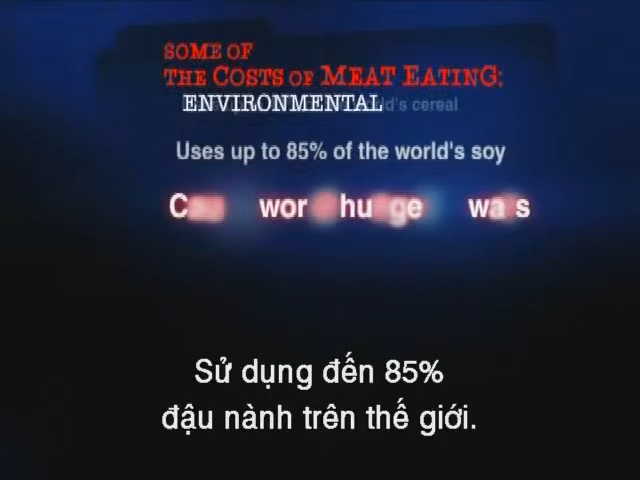 SOME OF
THE COSTS OF MEAT EATING:
ENVIRONMENTAL
cereal
Uses up to 85% of the world's soy
Sử dụng đến 85%
đậu nành trên thế giới.